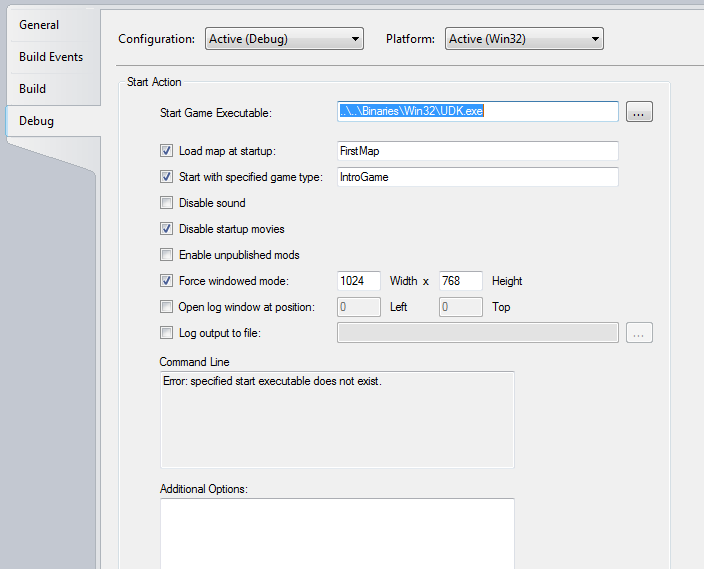 General
Build Events
Build
Debug
Configuration: Active (Debug) Platform: Active (Win32)
Start Action
Start Game Executable: ..\..\Binaries\Win32\UDK.exe ...
Load map at startup: FirstMap
Start with specified game type: IntroGame
Disable sound
Disable startup movies
Enable unpublished mods
Force windowed mode: 1024 Width x 768 Height
Open log window at position: 0 Left 0 Top
Log output to file: ...
Command Line
Error: specified start executable does not exist.
Additional Options: